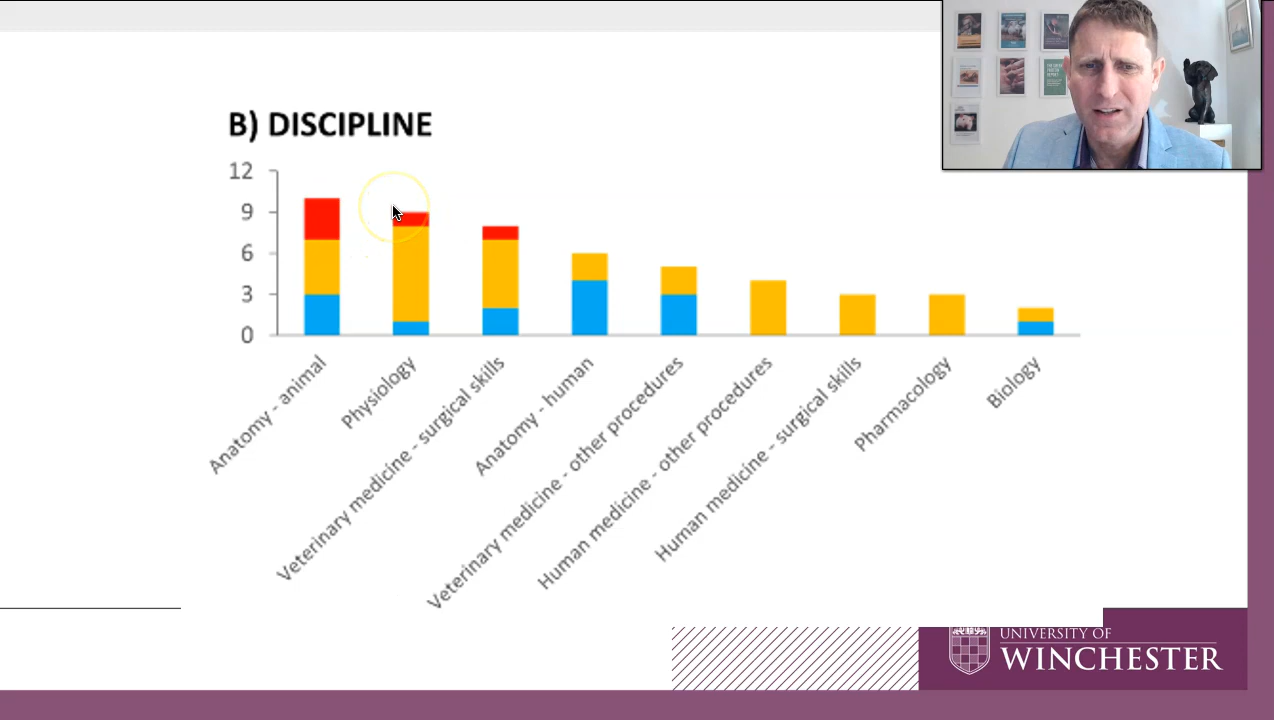 B) DISCIPLINE
12
9
6
3
0
Anatomy - animal
Physiology
Veterinary medicine - surgical skills
Anatomy - human
Veterinary medicine - other procedures
Human medicine - other procedures
Human medicine - surgical skills
Pharmacology
Biology
UNIVERSITY OF
WINCHESTER